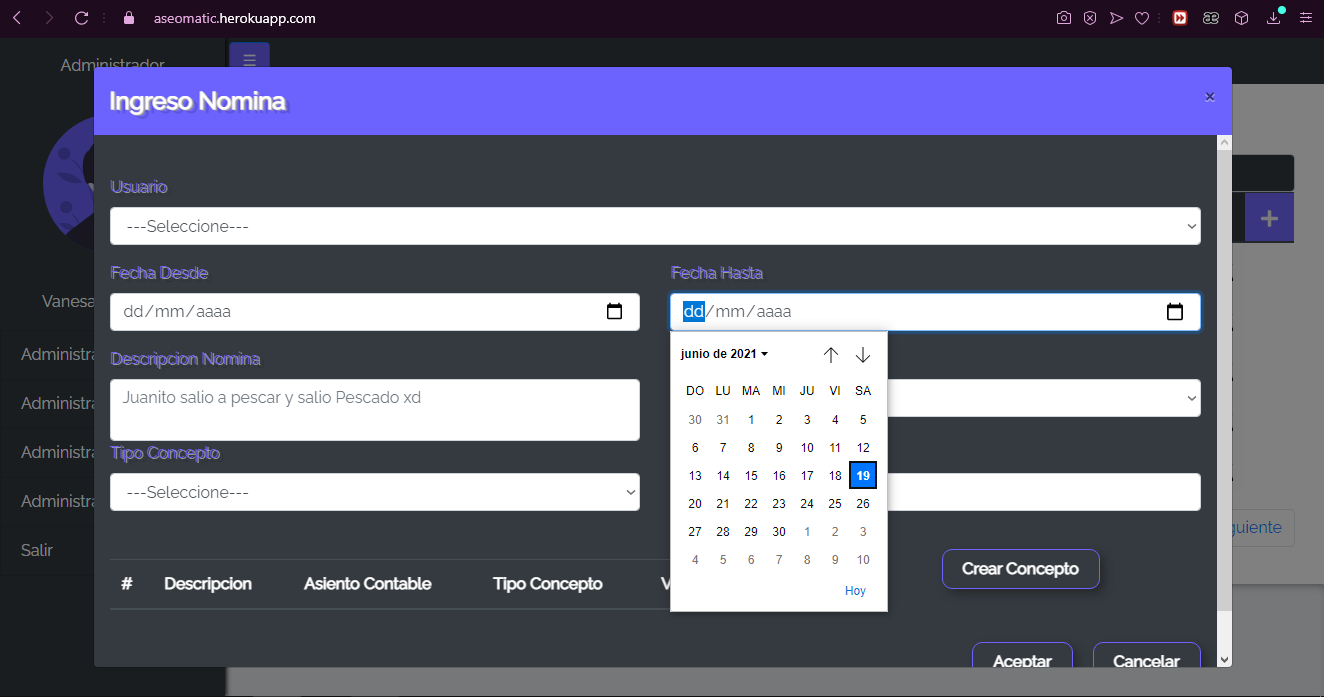 aseomatic.herokuapp.com
Administrador
Ingreso Nomina
×
Usuario
---Seleccione---
Fecha Desde
Fecha Hasta
dd/mm/aaaa
dd/mm/aaaa
Vanesa
Administra
Administra
Administra
Administra
Salir
Descripcion Nomina
Juanito salio a pescar y salio Pescado xd
Tipo Concepto
---Seleccione---
junio de 2021
DO LU MA MI JU VI SA
30 31 1 2 3 4 5
6 7 8 9 10 11 12
13 14 15 16 17 18 19
20 21 22 23 24 25 26
27 28 29 30 1 2 3
4 5 6 7 8 9 10
Hoy
guiente
# Descripcion Asiento Contable Tipo Concepto V
Crear Concepto
Aceptar Cancelar